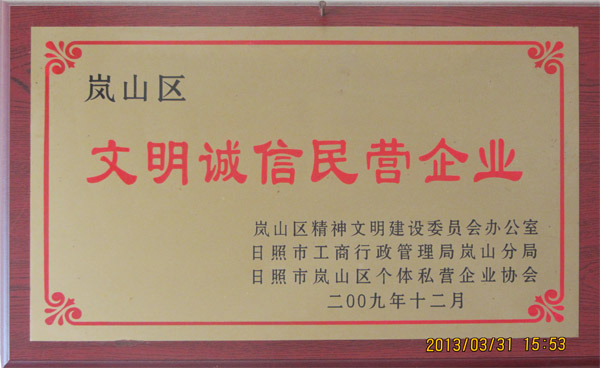 岚山区
文明诚信民营企业
岚山区精神文明建设委员会办公室
日照市工商行政管理局岚山分局
日照市岚山区个体私营企业协会
二00九年十二月
2013/03/31 15:53